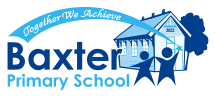 Together We Achieve
Baxter
Primary School